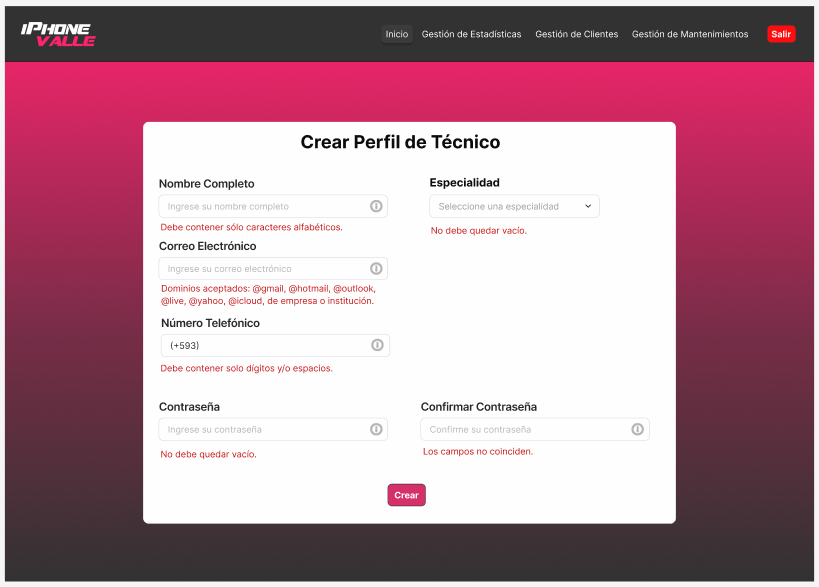 iPHONE
VALLE
Inicio Gestión de Estadísticas Gestión de Clientes Gestión de Mantenimientos Salir
Crear Perfil de Técnico
Nombre Completo
Ingrese su nombre completo
Debe contener sólo caracteres alfabéticos.
Especialidad
Seleccione una especialidad
No debe quedar vacío.
Correo Electrónico
Ingrese su correo electrónico
Dominios aceptados: @gmail, @hotmail, @outlook,
@live, @yahoo, @icloud, de empresa o institución.
Número Telefónico
(+593)
Debe contener solo dígitos y/o espacios.
Contraseña
Ingrese su contraseña
No debe quedar vacío.
Confirmar Contraseña
Confirme su contraseña
Los campos no coinciden.
Crear